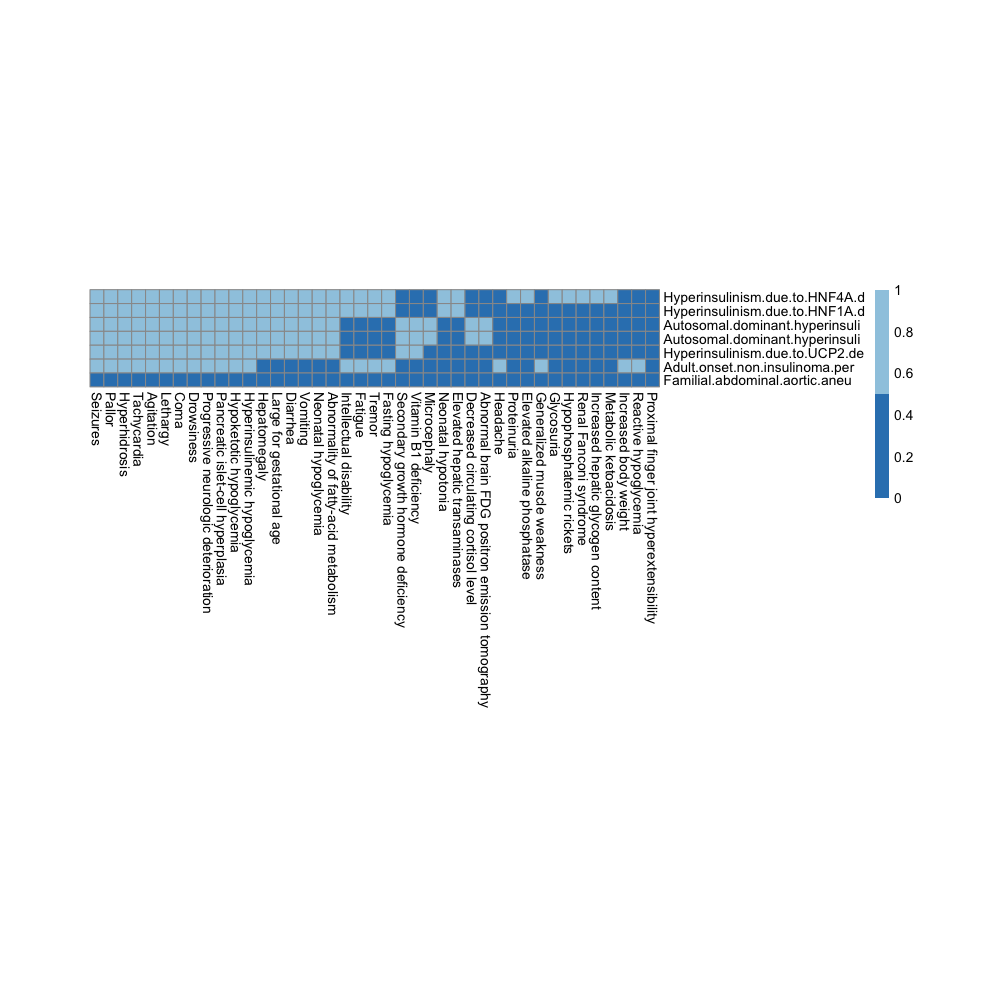 Hyperinsulinism.due.to.HNF4A.d
Hyperinsulinism.due.to.HNF1A.d
Autosomal.dominant.hyperinsuli
Autosomal.dominant.hyperinsuli
Hyperinsulinism.due.to.UCP2.de
Adult.onset.non.insulinoma.per
Familial.abdominal.aortic.aneu
1
0.8
0.6
0.4
0.2
0
Seizures
Pallor
Hyperhidrosis
Tachycardia
Agitation
Lethargy
Coma
Drowsiness
Progressive neurologic deterioration
Pancreatic islet-cell hyperplasia
Hypoketotic hypoglycemia
Hyperinsulinemic hypoglycemia
Hepatomegaly
Large for gestational age
Diarrhea
Vomiting
Neonatal hypoglycemia
Abnormality of fatty-acid metabolism
Intellectual disability
Fatigue
Tremor
Fasting hypoglycemia
Secondary growth hormone deficiency
Vitamin B1 deficiency
Microcephaly
Neonatal hypotonia
Elevated hepatic transaminases
Decreased circulating cortisol level
Abnormal brain FDG positron emission tomography
Headache
Proteinuria
Elevated alkaline phosphatase
Generalized muscle weakness
Glycosuria
Hypophosphatemic rickets
Renal Fanconi syndrome
Increased hepatic glycogen content
Metabolic ketoacidosis
Increased body weight
Reactive hypoglycemia
Proximal finger joint hyperextensibility